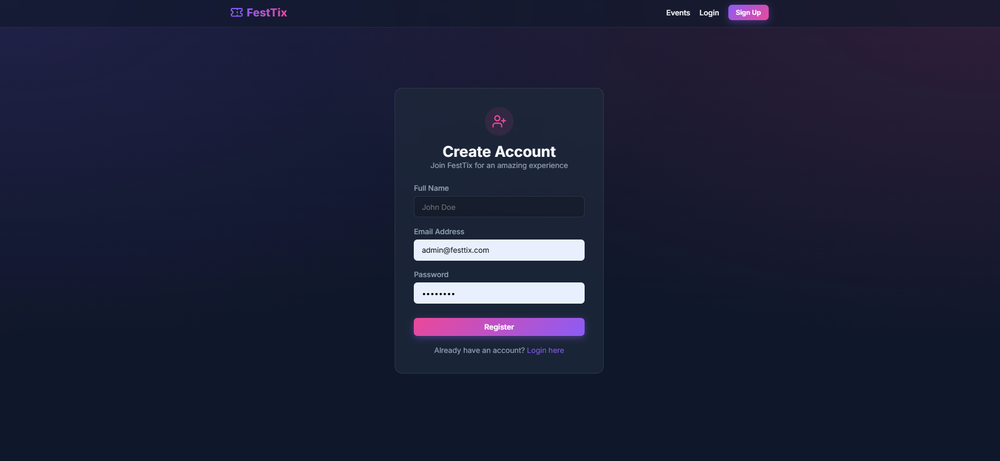 FestTix
Events Login Sign Up
Create Account
Join FestTix for an amazing experience
Full Name
John Doe
Email Address
admin@festtix.com
Password
••••••••
Register
Already have an account? Login here